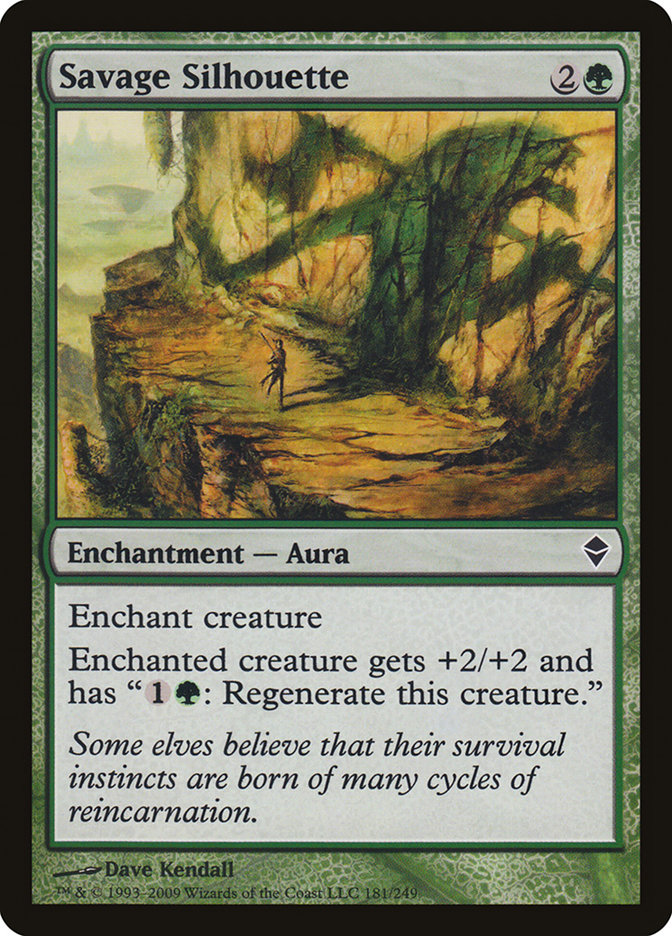 Savage Silhouette 2
Enchantment — Aura
Enchant creature
Enchanted creature gets +2/+2 and
has “1 : Regenerate this creature.”
Some elves believe that their survival
instincts are born of many cycles of
reincarnation.
Dave Kendall
™ & © 1993–2009 Wizards of the Coast LLC 181/249